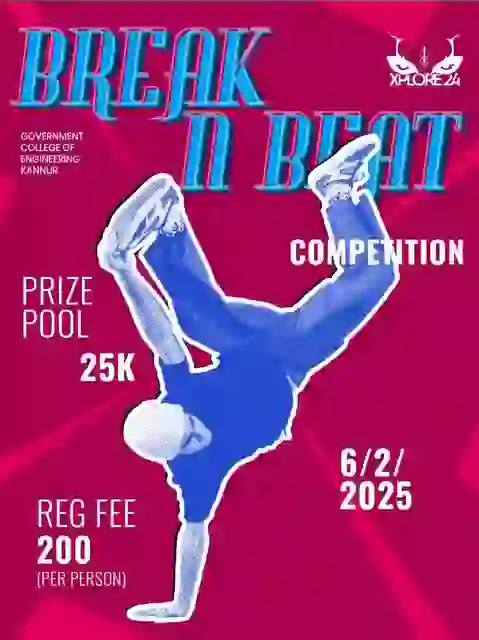 BREAK
N BEAT
XPLORE 24
GOVERNMENT
COLLEGE OF
ENGINEERING
KANNUR
COMPETITION
PRIZE
POOL
25K
6/2/
2025
REG FEE
200
(PER PERSON)